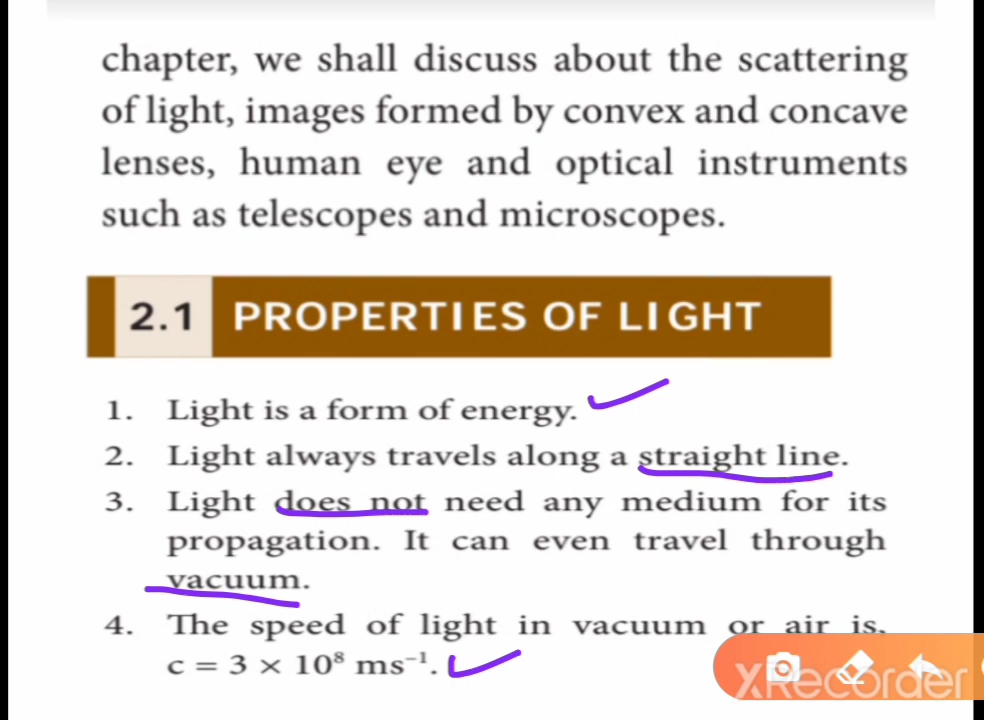 chapter, we shall discuss about the scattering
of light, images formed by convex and concave
lenses, human eye and optical instruments
such as telescopes and microscopes.
2.1 PROPERTIES OF LIGHT
1. Light is a form of energy.
2. Light always travels along a straight line.
3. Light does not need any medium for its
propagation. It can even travel through
vacuum.
4. The speed of light in vacuum or air is,
c = 3 × 10⁸ ms⁻¹.
XRecorder